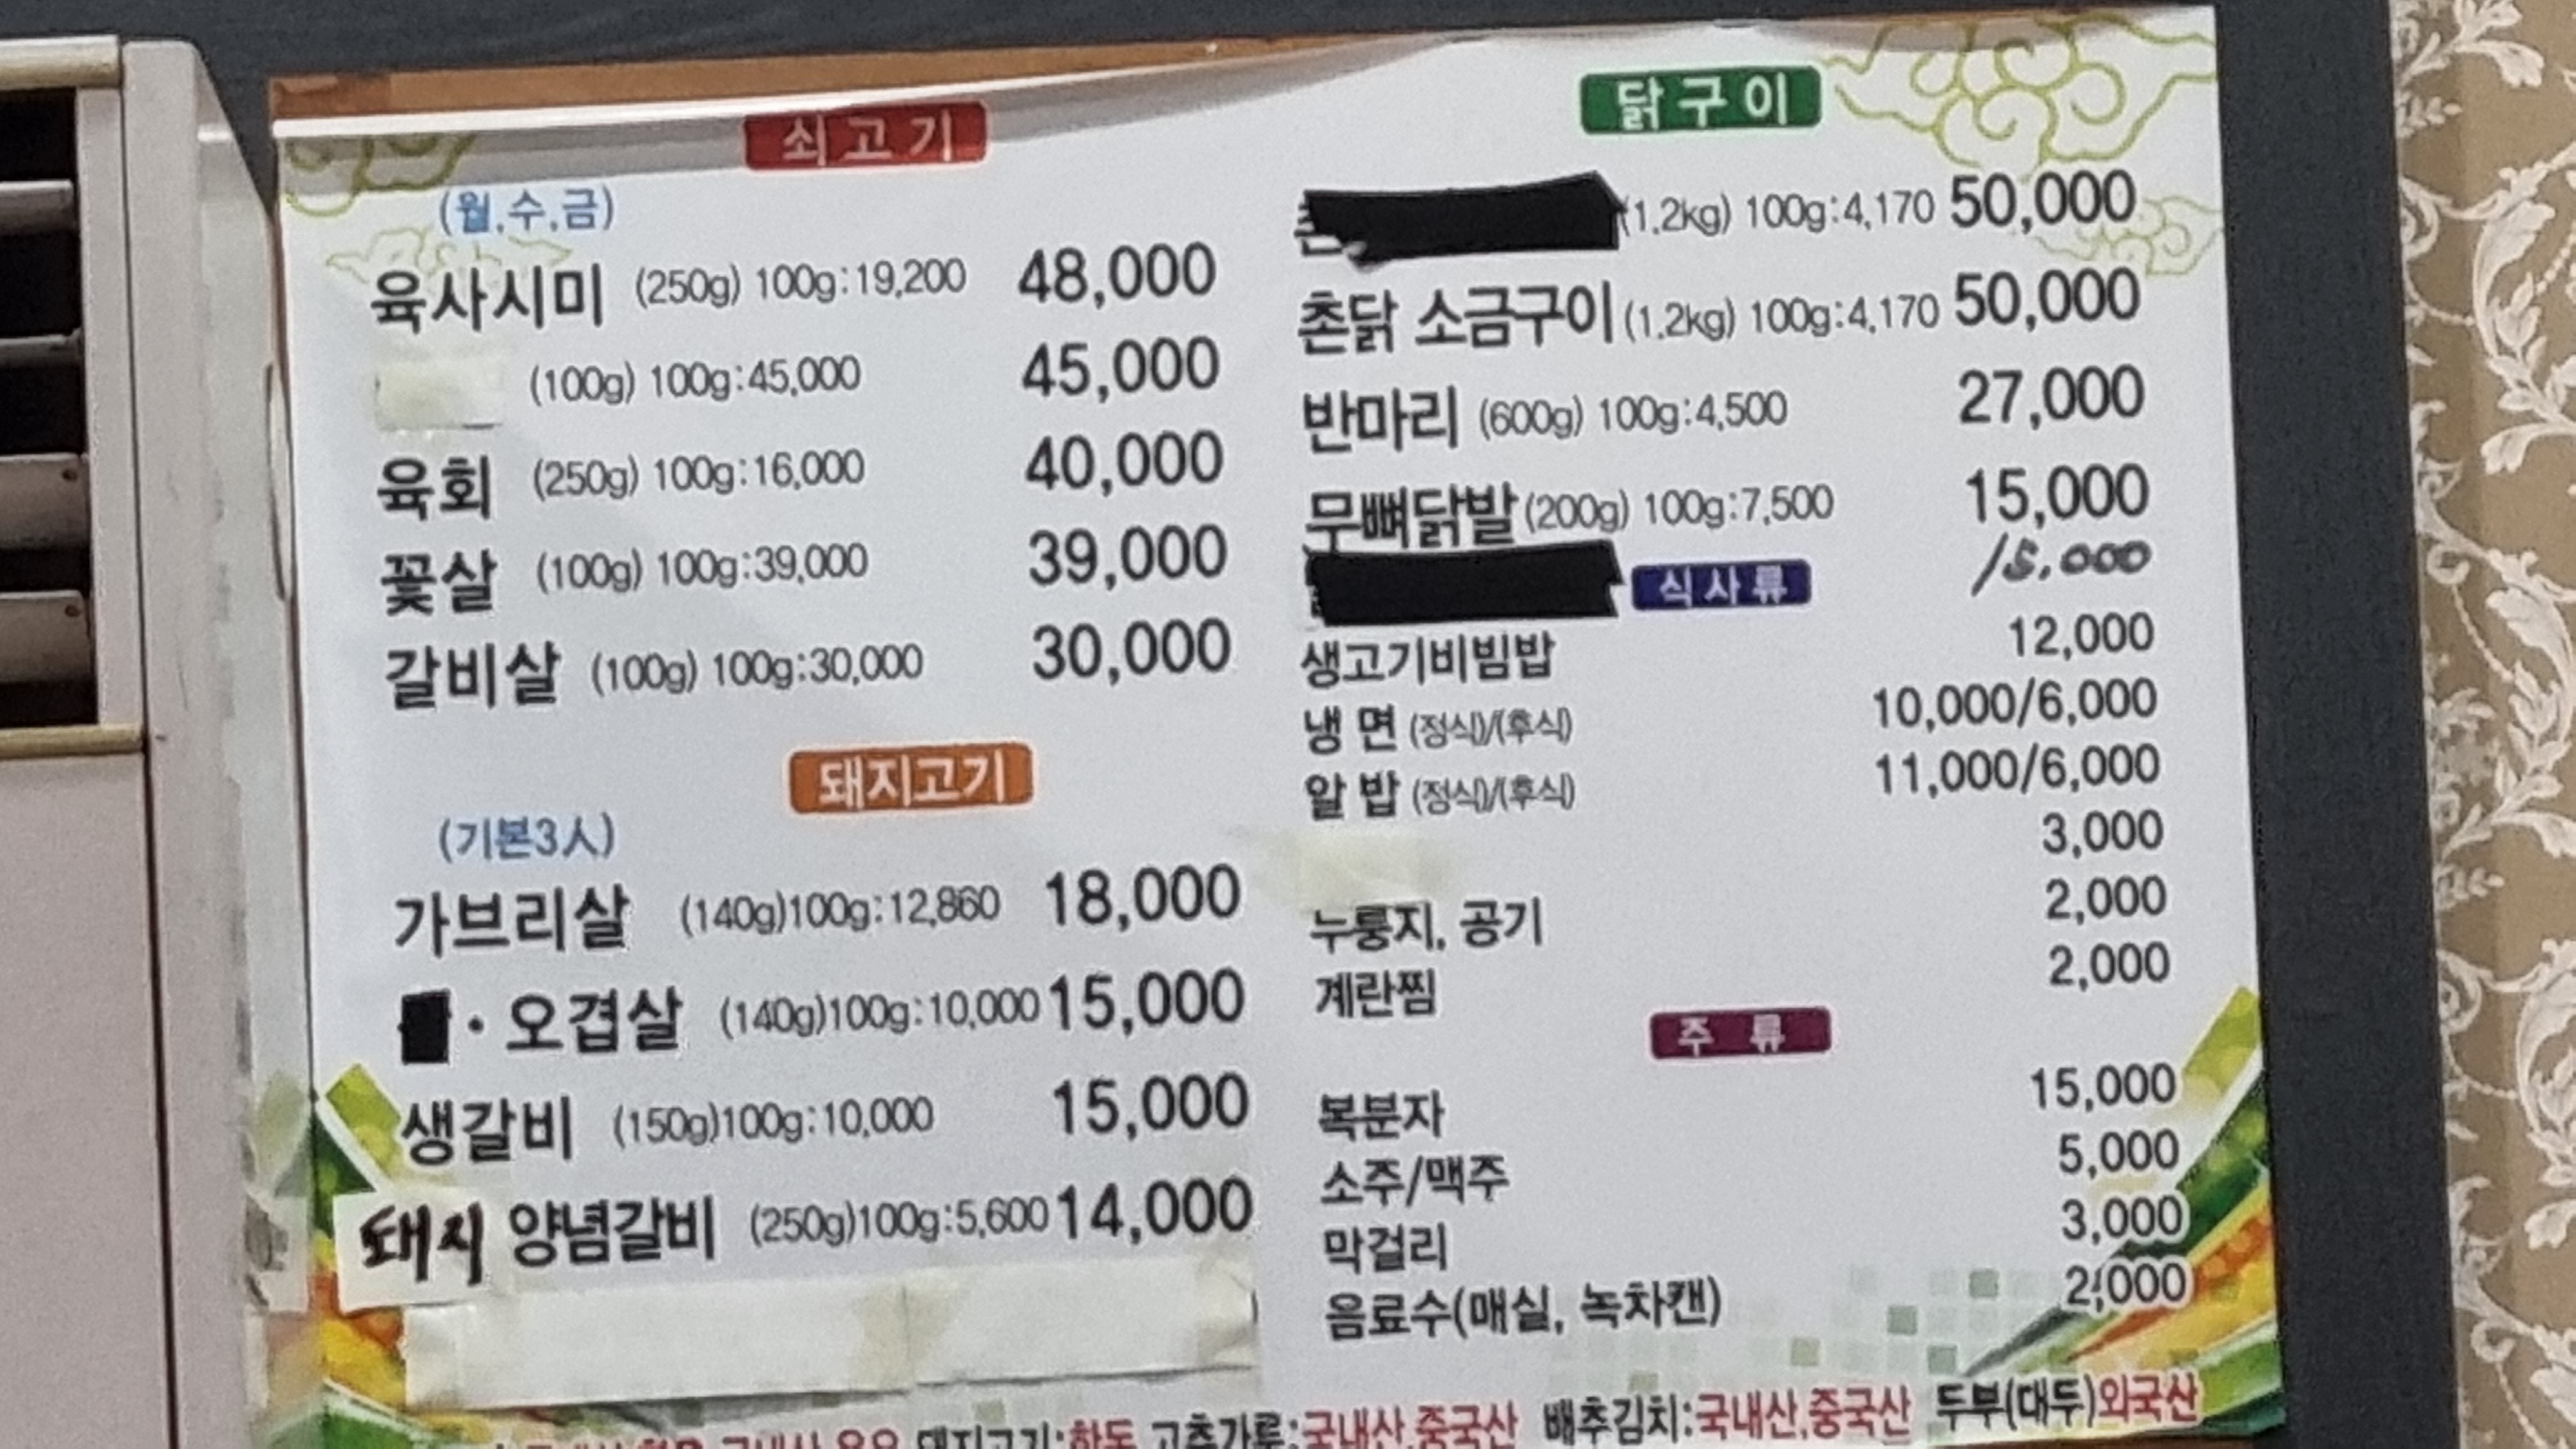 쇠고기
(월,수,금)
육사시미 (250g) 100g:19,200 48,000
(100g) 100g:45,000 45,000
육회 (250g) 100g:16,000 40,000
꽃살 (100g) 100g:39,000 39,000
갈비살 (100g) 100g:30,000 30,000
돼지고기
(기본3人)
가브리살 (140g)100g:12,860 18,000
· 오겹살 (140g)100g:10,000 15,000
생갈비 (150g)100g:10,000 15,000
돼지 양념갈비 (250g)100g:5,600 14,000
닭구이
(1.2kg) 100g:4,170 50,000
촌닭 소금구이 (1.2kg) 100g:4,170 50,000
반마리 (600g) 100g:4,500 27,000
무뼈닭발 (200g) 100g:7,500 15,000
15.000
식사류
생고기비빔밥 12,000
냉면 (정식)/(후식) 10,000/6,000
알밥 (정식)/(후식) 11,000/6,000
3,000
누룽지, 공기 2,000
계란찜 2,000
주류
복분자 15,000
소주/맥주 5,000
막걸리 3,000
음료수(매실, 녹차캔) 2,000
돼지고기:한돈 고추가루:국내산,중국산 배추김치:국내산,중국산 두부(대두)외국산